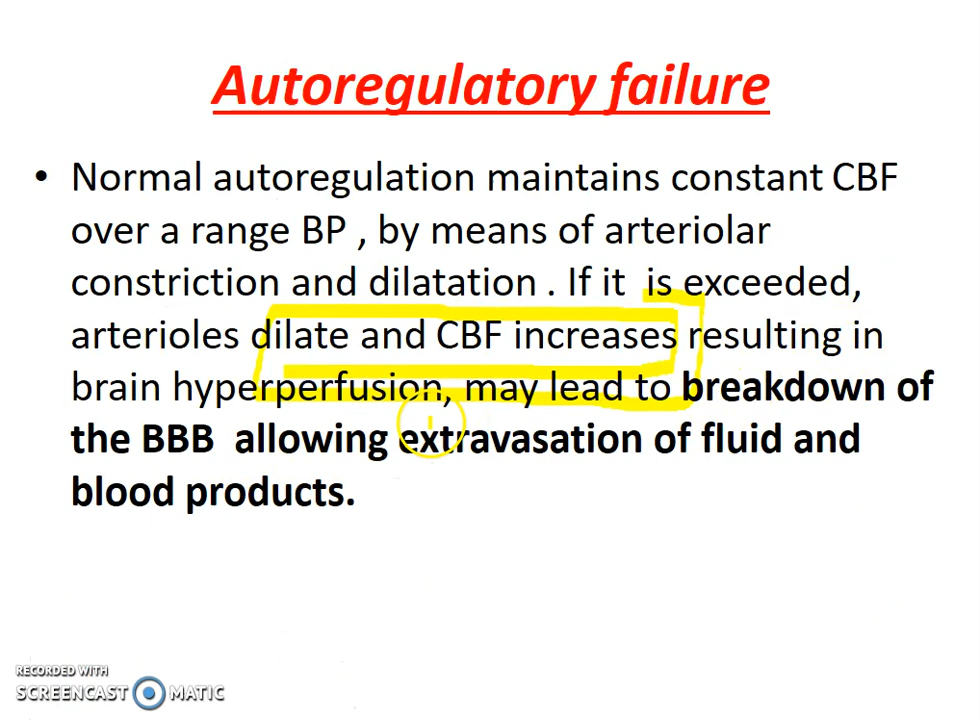 Autoregulatory failure
• Normal autoregulation maintains constant CBF
over a range BP , by means of arteriolar
constriction and dilatation . If it is exceeded,
arterioles dilate and CBF increases resulting in
brain hyperperfusion, may lead to breakdown of
the BBB allowing extravasation of fluid and
blood products.
RECORDED WITH
SCREENCAST MATIC